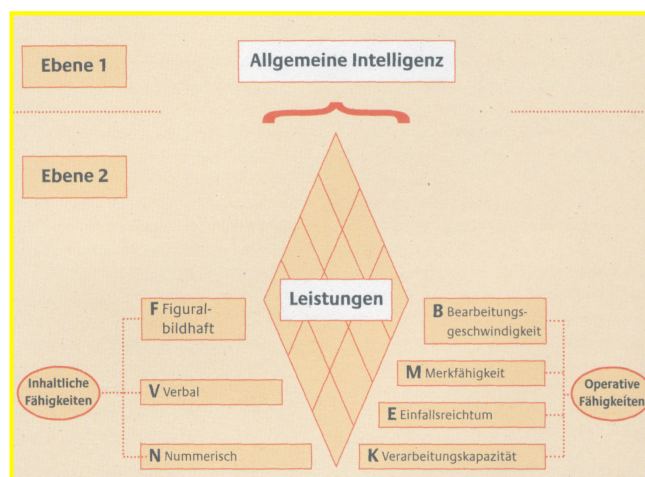 Ebene 1
Allgemeine Intelligenz
Ebene 2
Leistungen
F Figural-
bildhaft
V Verbal
N Nummerisch
Inhaltliche
Fähigkeiten
B Bearbeitungs-
geschwindigkeit
M Merkfähigkeit
E Einfallsreichtum
K Verarbeitungskapazität
Operative
Fähigkeiten